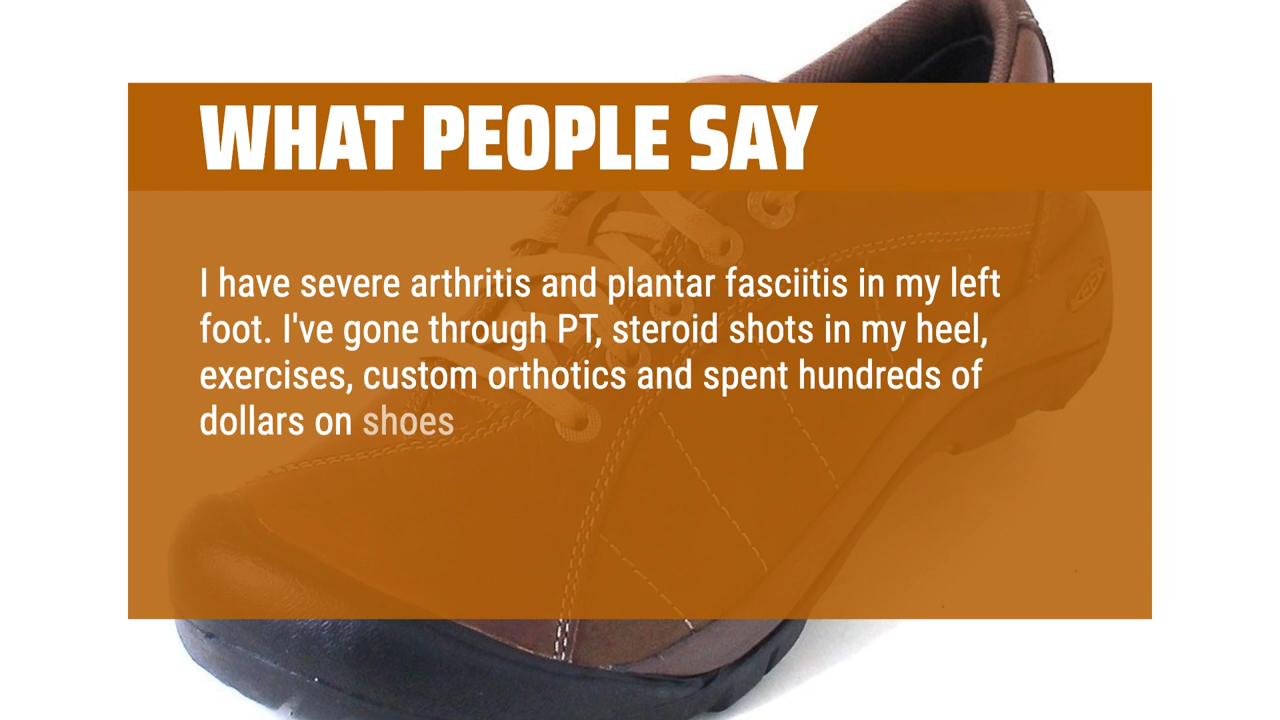 WHAT PEOPLE SAY
I have severe arthritis and plantar fasciitis in my left
foot. I've gone through PT, steroid shots in my heel,
exercises, custom orthotics and spent hundreds of
dollars on shoes